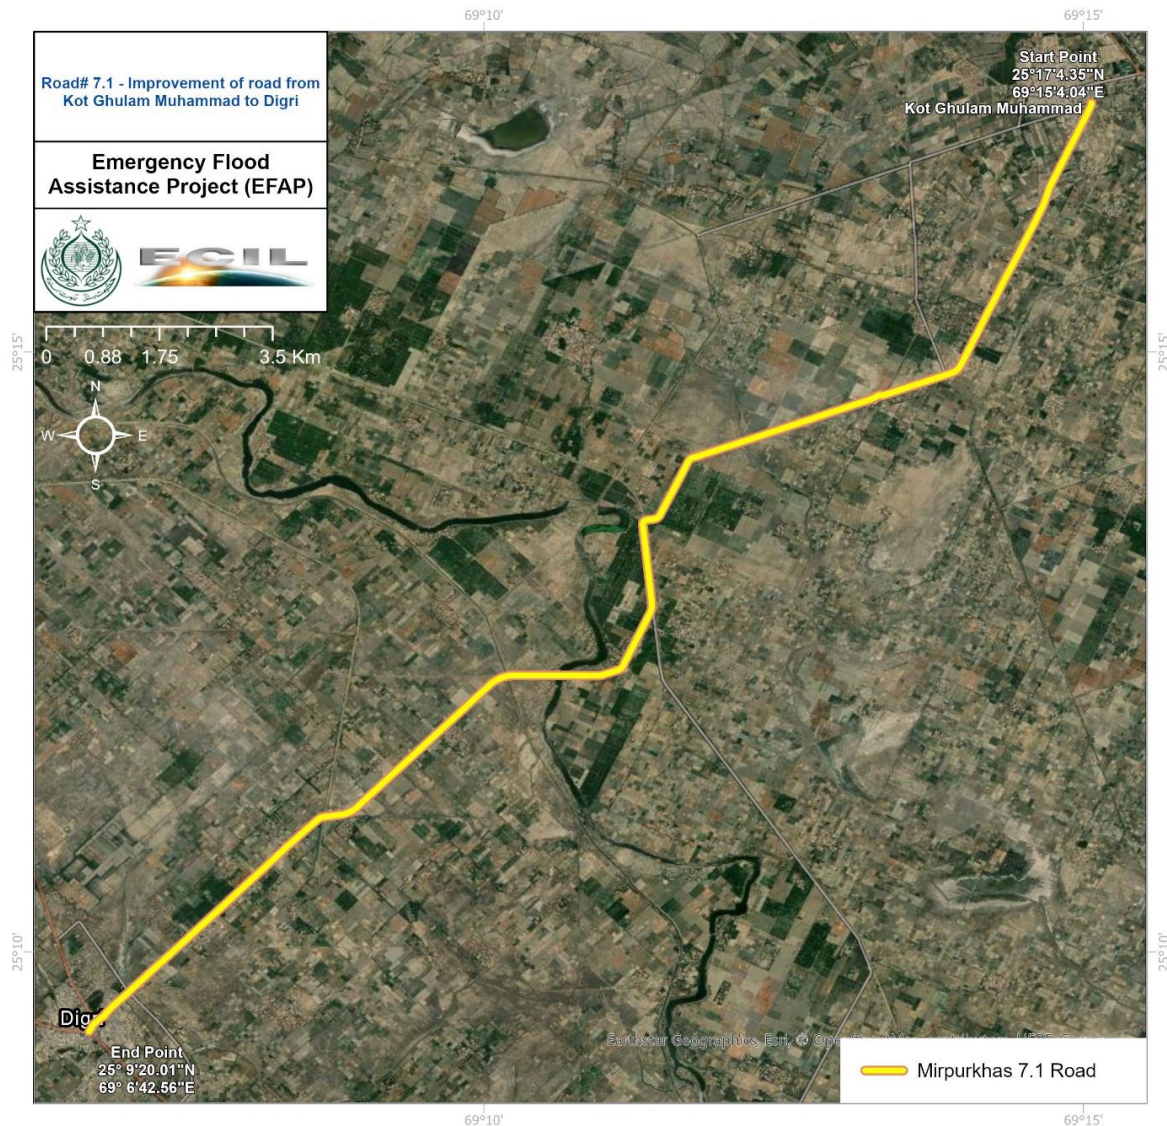 69°10'
69°15'
Road# 7.1 - Improvement of road from
Kot Ghulam Muhammad to Digri
Emergency Flood
Assistance Project (EFAP)
ECIL
0 0.88 1.75 3.5 Km
N
W E
S
Start Point
25°17'4.35"N
69°15'4.04"E
Kot Ghulam Muhammad
25°15'
25°15'
25°10'
25°10'
Digri
End Point
25° 9'20.01"N
69° 6'42.56"E
Earthstar Geographics, Esri, ©
Mirpurkhas 7.1 Road
69°10'
69°15'